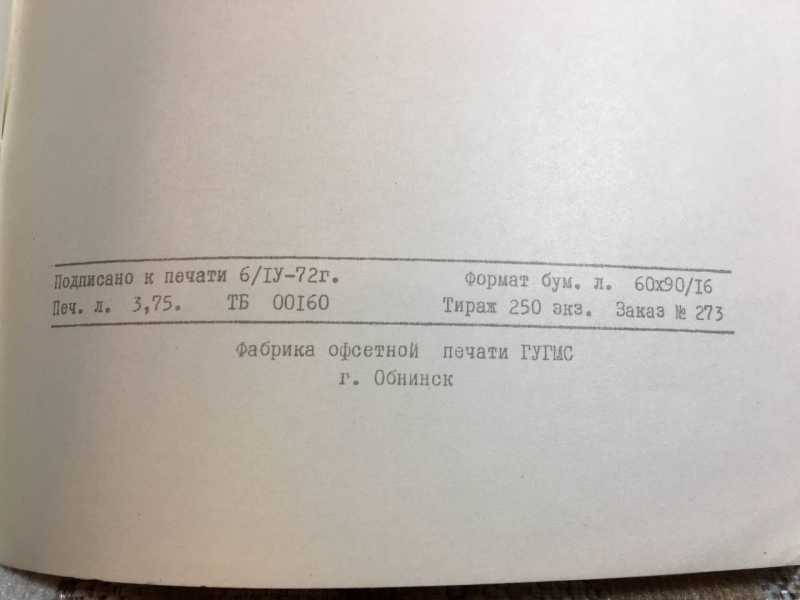 Подписано к печати 6/IУ-72г. Формат бум. л. 60х90/I6
Печ. л. 3,75. ТБ 00I60 Тираж 250 экз. Заказ № 273
Фабрика офсетной печати ГУГМС
г. Обнинск